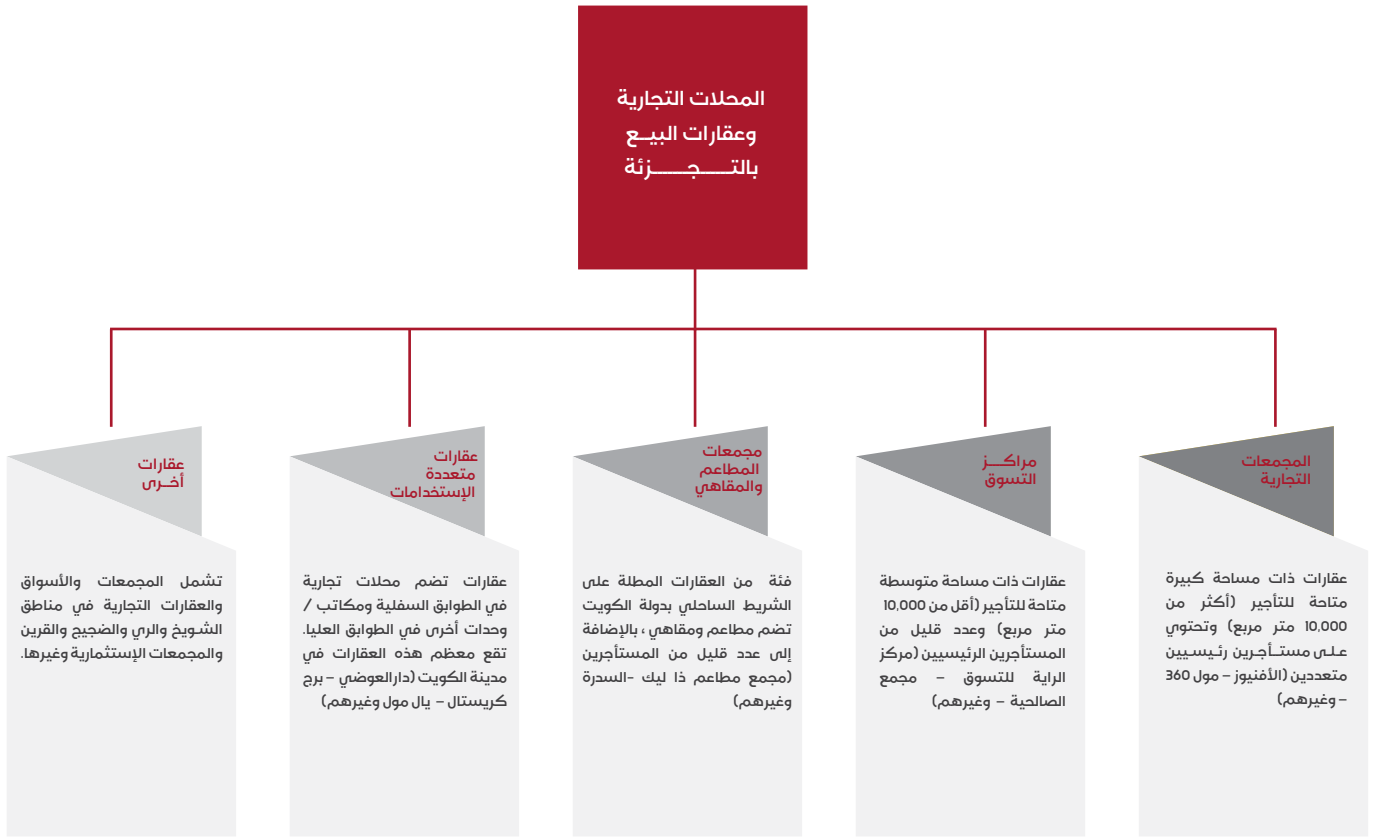 المحلات التجارية
وعقارات البيــع
بالتـــــجــــــزئة
المجمعات
التجارية
عقارات ذات مساحة كبيرة
متاحة للتأجير (أكثر من
10,000 متر مربع) وتحتوي
على مستــأجرين رئيسيين
متعددين (الأفنيوز – مول 360
– وغيرهم)
مراكـــز
التسوق
عقارات ذات مساحة متوسطة
متاحة للتأجير (أقل من 10,000
متر مربع) وعدد قليل من
المستأجرين الرئيسيين (مركز
الراية للتسوق – مجمع
الصالحية – وغيرهم)
مجمعات
المطاعم
والمقاهي
فئة من العقارات المطلة على
الشريط الساحلي بدولة الكويت
تضم مطاعم ومقاهي ، بالإضافة
إلى عدد قليل من المستأجرين
(مجمع مطاعم ذا ليك -السدرة
وغيرهم)
عقارات
متعددة
الإستخدامات
عقارات تضم محلات تجارية
في الطوابق السفلية ومكاتب /
وحدات أخرى في الطوابق العليا.
تقع معظم هذه العقارات في
مدينة الكويت (دارالعوضي – برج
كريستال – يال مول وغيرهم)
عقارات
أخــرى
تشمل المجمعات والأسواق
والعقارات التجارية في مناطق
الشويخ والري والضجيج والقرين
والمجمعات الإستثمارية وغيرها.